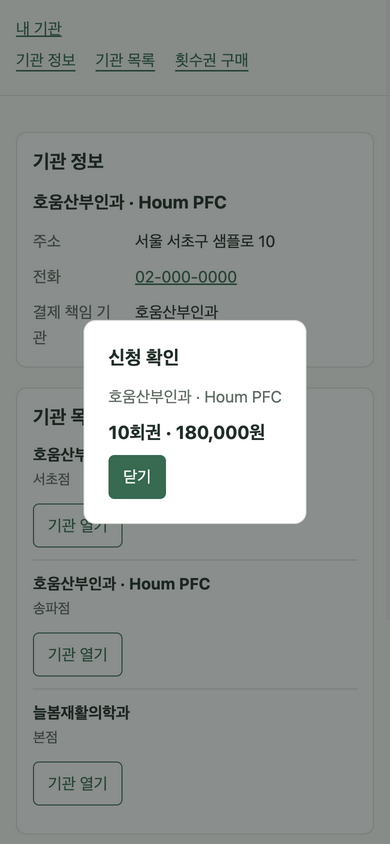 내 기관
기관 정보 기관 목록 횟수권 구매
기관 정보
호움산부인과 · Houm PFC
주소 서울 서초구 샘플로 10
전화 02-000-0000
결제 책임 기관 호움산부인과
신청 확인
호움산부인과 · Houm PFC
10회권 · 180,000원
닫기
기관 목
호움산부
서초점
기관 열기
호움산부인과 · Houm PFC
송파점
기관 열기
늘봄재활의학과
본점
기관 열기